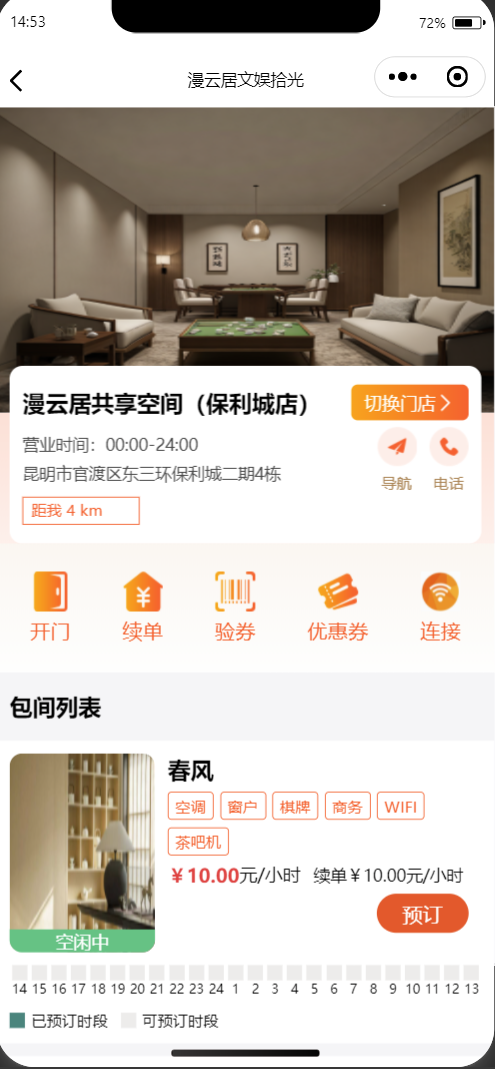 14:53
72%
漫云居文娱拾光
漫云居共享空间（保利城店）
切换门店
营业时间：00:00-24:00
昆明市官渡区东三环保利城二期4栋
导航 电话
距我 4 km
开门 续单 验券 优惠券 连接
包间列表
春风
空调 窗户 棋牌 商务 WIFI
茶吧机
￥10.00元/小时 续单￥10.00元/小时
预订
空闲中
14 15 16 17 18 19 20 21 22 23 24 1 2 3 4 5 6 7 8 9 10 11 12 13
已预订时段 可预订时段